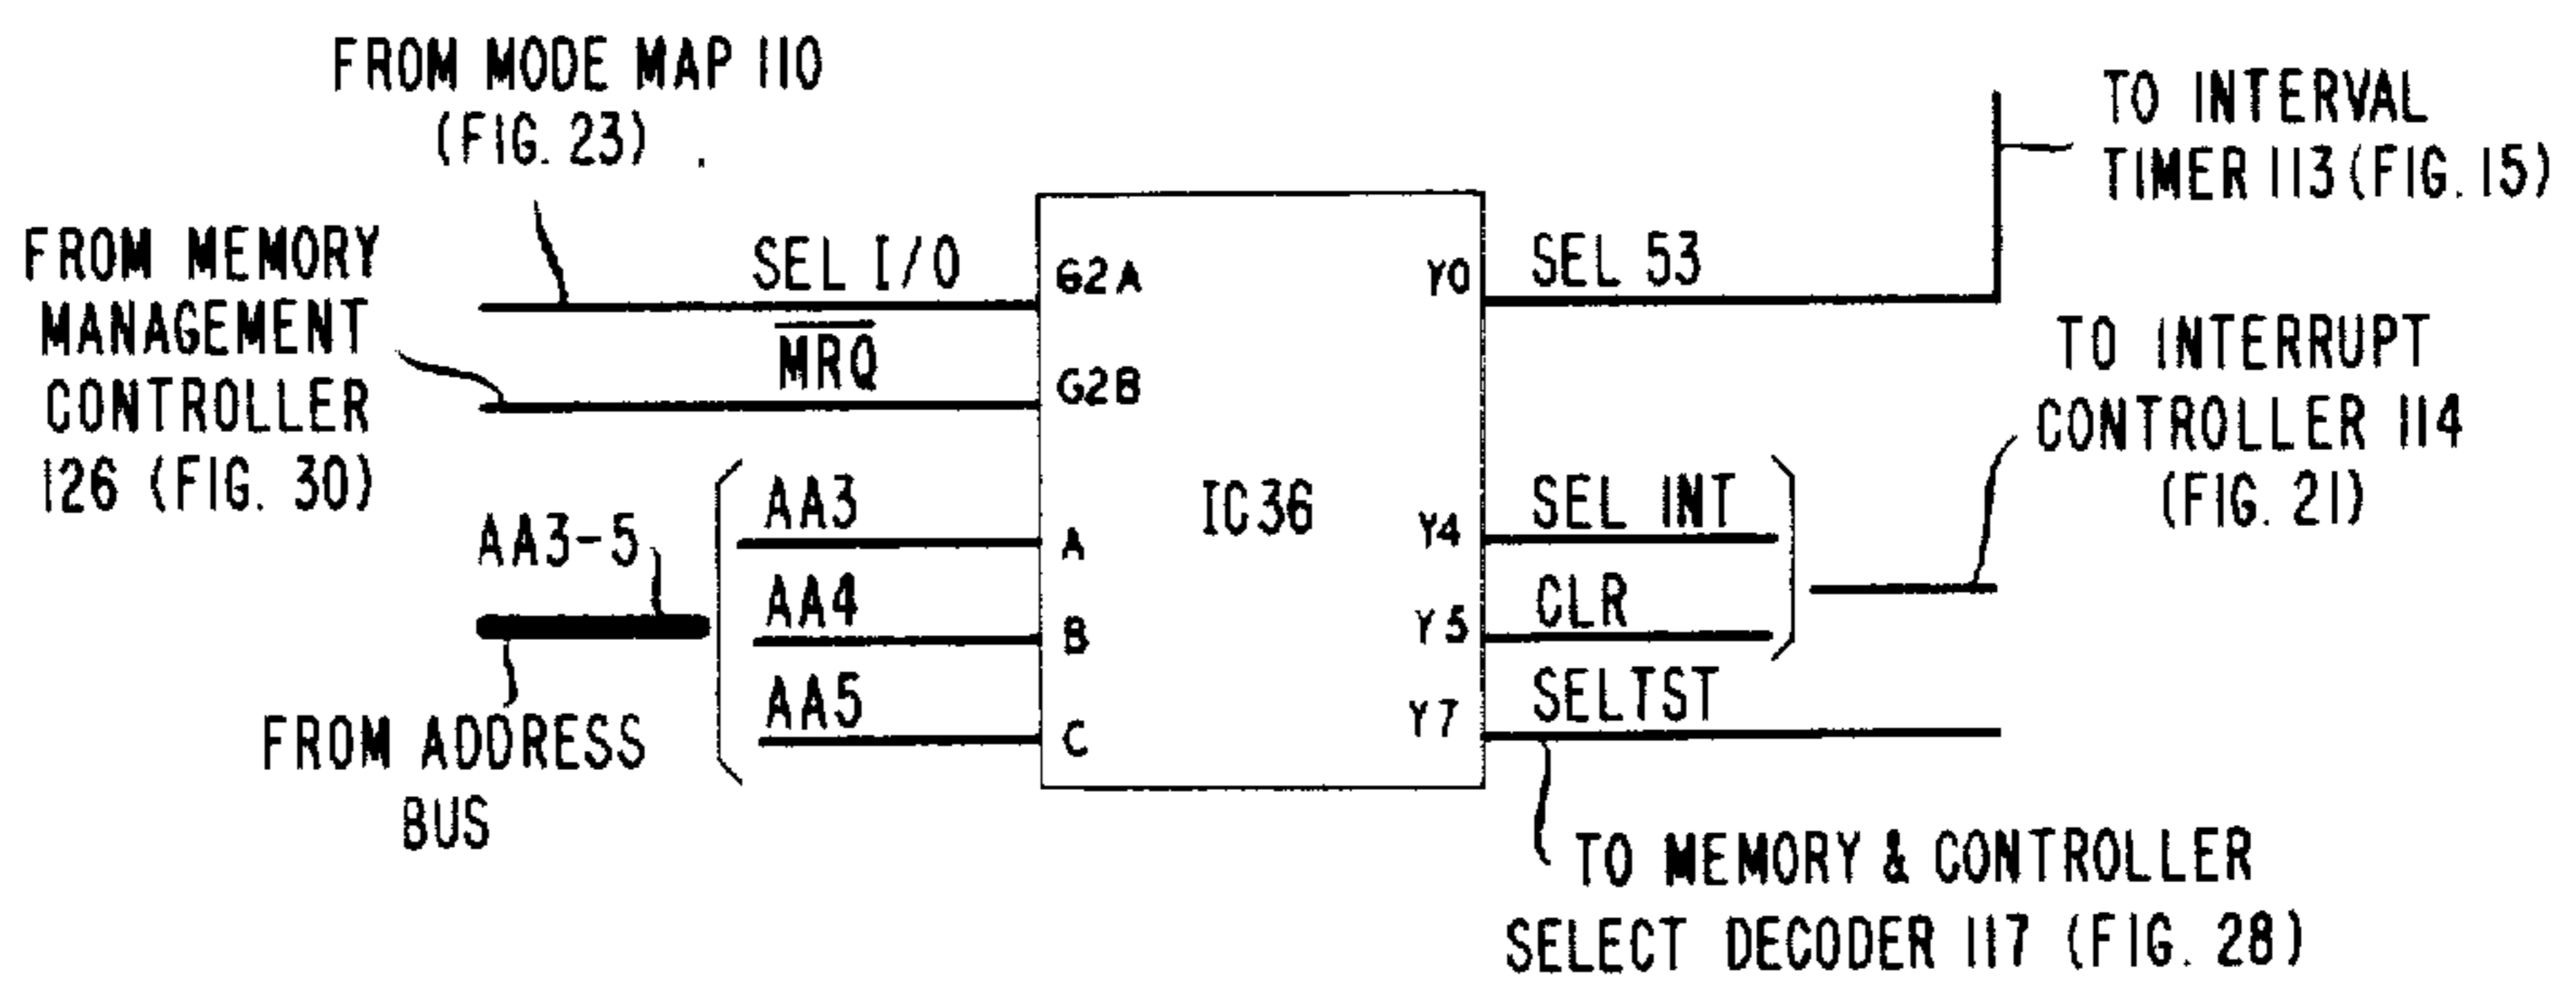 FROM MODE MAP 110
(FIG. 23)
FROM MEMORY
MANAGEMENT
CONTROLLER
126 (FIG. 30)
SEL I/O
MRQ
AA3-5
AA3
AA4
AA5
FROM ADDRESS
BUS
G2A
G2B
A
B
C
IC36
Y0
Y4
Y5
Y7
SEL 53
SEL INT
CLR
SELTST
TO INTERVAL
TIMER 113 (FIG. 15)
TO INTERRUPT
CONTROLLER 114
(FIG. 21)
TO MEMORY & CONTROLLER
SELECT DECODER 117 (FIG. 28)